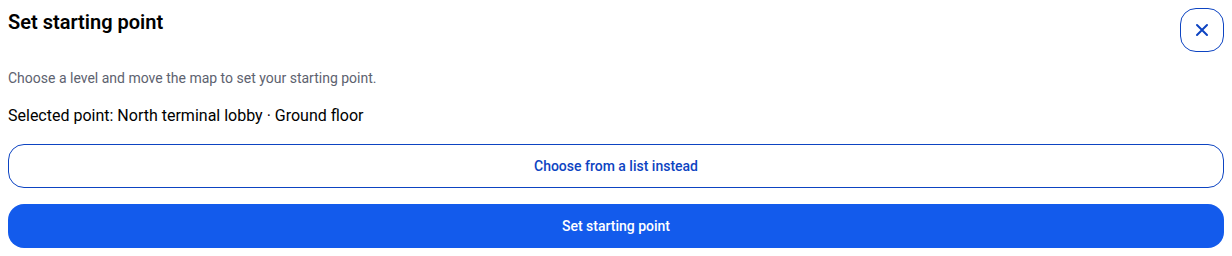 Set starting point
Choose a level and move the map to set your starting point.
Selected point: North terminal lobby · Ground floor
Choose from a list instead
Set starting point